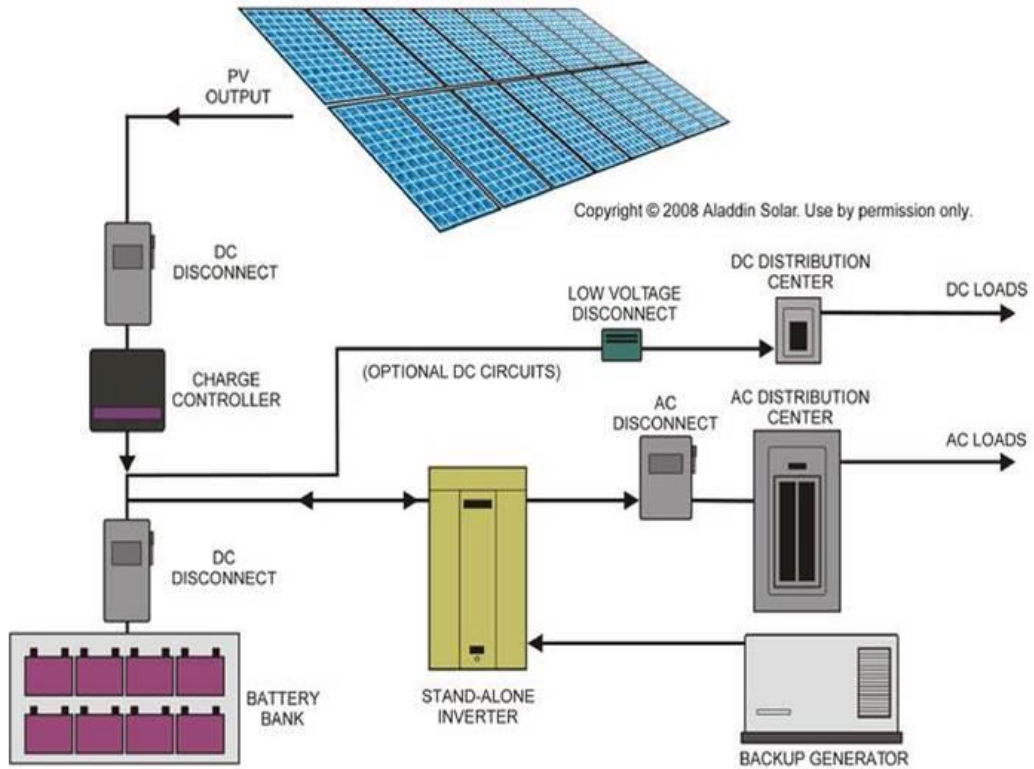 PV
OUTPUT
Copyright © 2008 Aladdin Solar. Use by permission only.
DC
DISCONNECT
DC DISTRIBUTION
CENTER
DC LOADS
LOW VOLTAGE
DISCONNECT
(OPTIONAL DC CIRCUITS)
CHARGE
CONTROLLER
AC
DISCONNECT
AC DISTRIBUTION
CENTER
AC LOADS
DC
DISCONNECT
BATTERY
BANK
STAND-ALONE
INVERTER
BACKUP GENERATOR